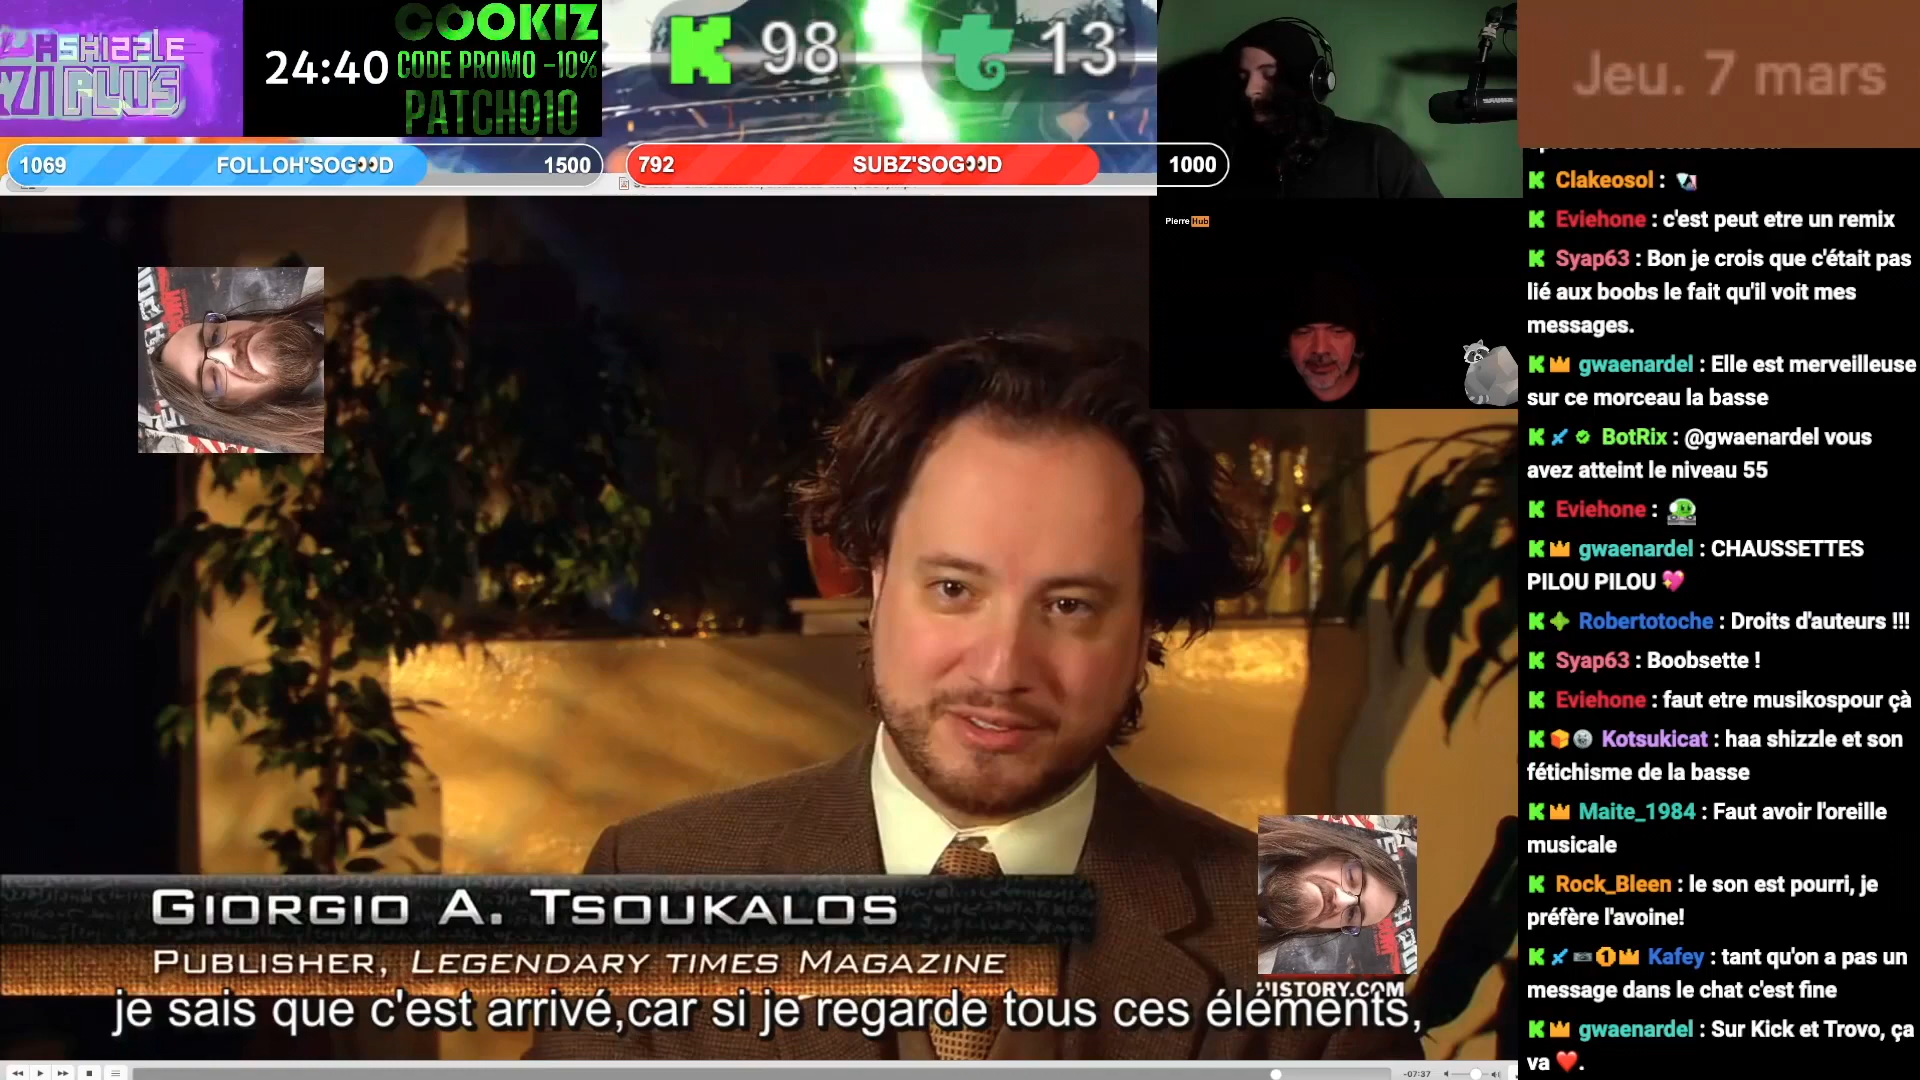 ASHIZZLE
PLUS
24:40
COOKIZ
CODE PROMO -10%
PATCHO10
98
13
Jeu. 7 mars
1069 FOLLOH'SOG👀D 1500
792 SUBZ'SOG👀D 1000
PierreHub
Clakeosol :
Eviehone : c'est peut etre un remix
Syap63 : Bon je crois que c'était pas
lié aux boobs le fait qu'il voit mes
messages.
gwaenardel : Elle est merveilleuse
sur ce morceau la basse
BotRix : @gwaenardel vous
avez atteint le niveau 55
Eviehone :
gwaenardel : CHAUSSETTES
PILOU PILOU 💖
Robertotoche : Droits d'auteurs !!!
Syap63 : Boobsette !
Eviehone : faut etre musikospour çà
Kotsukicat : haa shizzle et son
fétichisme de la basse
Maite_1984 : Faut avoir l'oreille
musicale
Rock_Bleen : le son est pourri, je
préfère l'avoine!
Kafey : tant qu'on a pas un
message dans le chat c'est fine
gwaenardel : Sur Kick et Trovo, ça
va ❤️.
GIORGIO A. TSOUKALOS
PUBLISHER, LEGENDARY TIMES MAGAZINE
HISTORY.COM
je sais que c'est arrivé,car si je regarde tous ces éléments,
-07:37